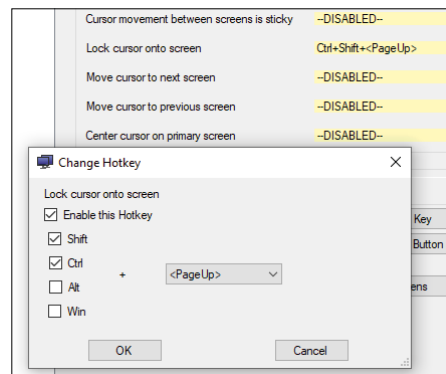 Cursor movement between screens is sticky --DISABLED--
Lock cursor onto screen Ctrl+Shift+<PageUp>
Move cursor to next screen --DISABLED--
Move cursor to previous screen --DISABLED--
Center cursor on primary screen --DISABLED--
Change Hotkey
Lock cursor onto screen
Enable this Hotkey
Shift
Ctrl
+ <PageUp>
Alt
Win
OK Cancel
Key
Button
ens